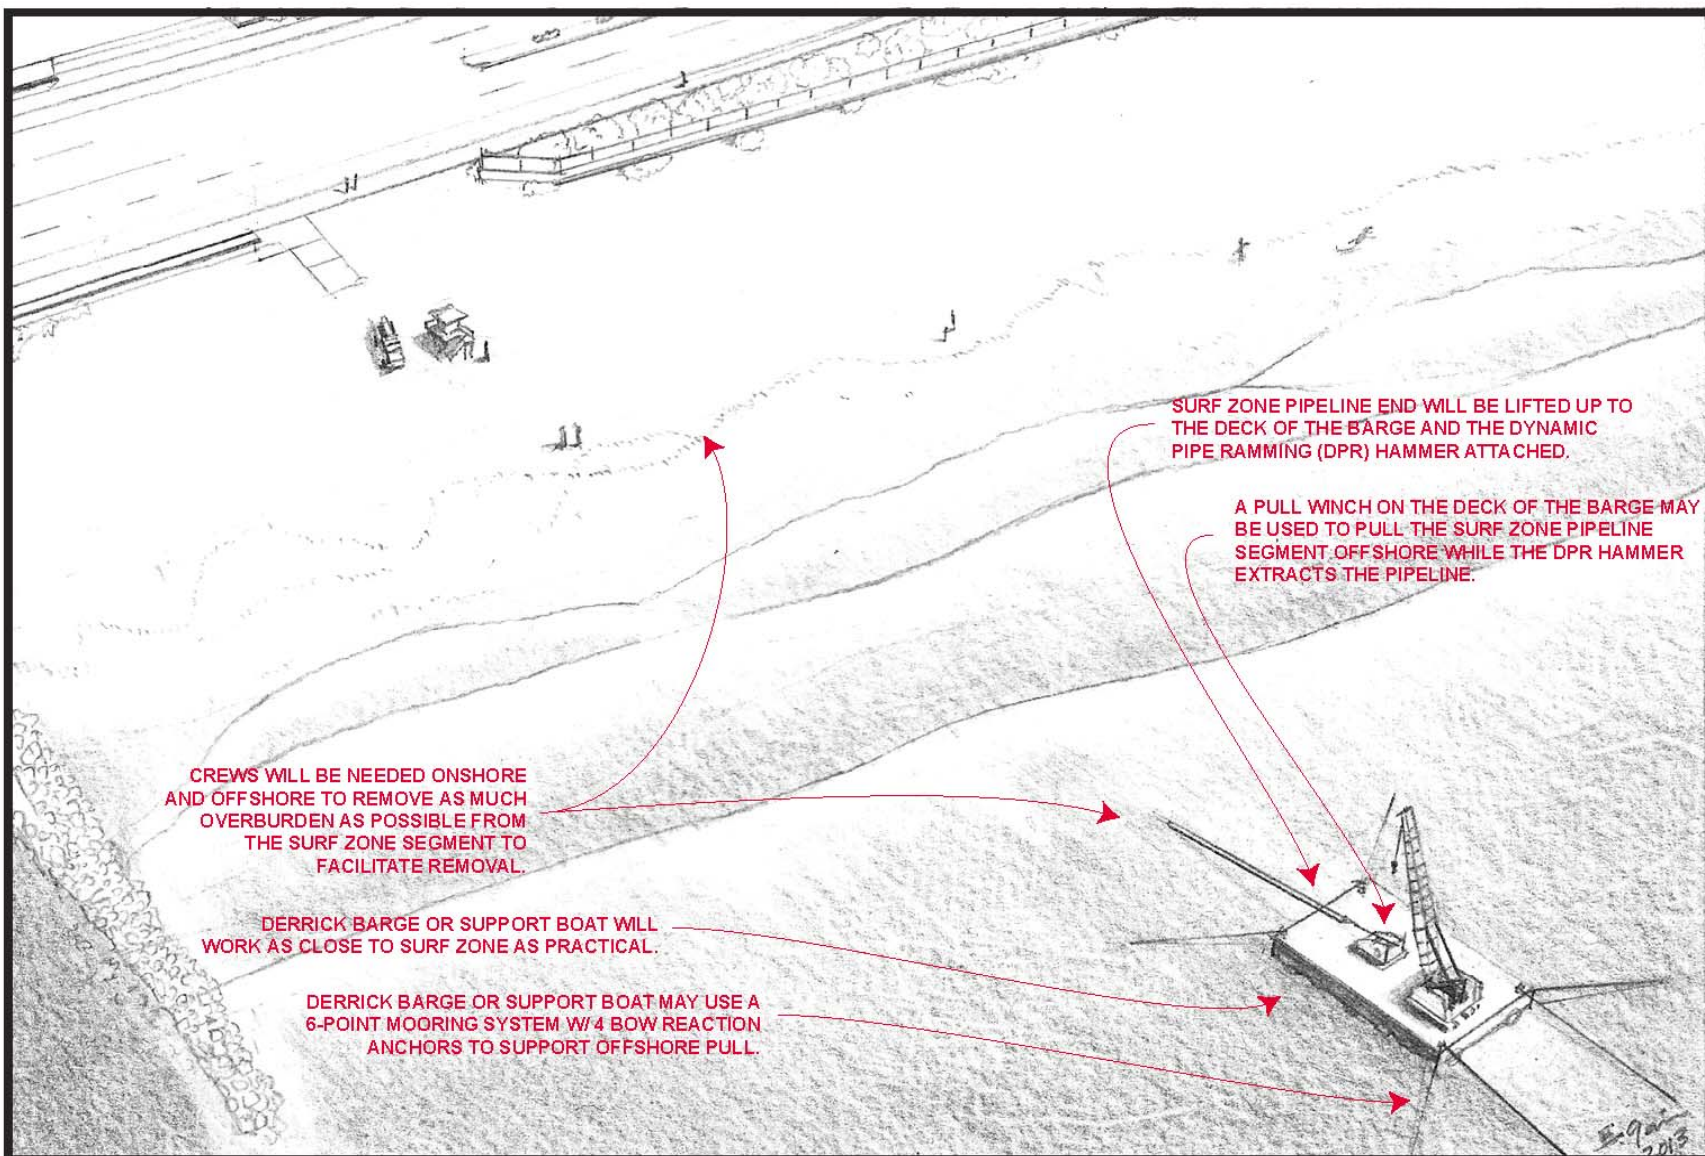 SURF ZONE PIPELINE END WILL BE LIFTED UP TO
THE DECK OF THE BARGE AND THE DYNAMIC
PIPE RAMMING (DPR) HAMMER ATTACHED.
A PULL WINCH ON THE DECK OF THE BARGE MAY
BE USED TO PULL THE SURF ZONE PIPELINE
SEGMENT OFFSHORE WHILE THE DPR HAMMER
EXTRACTS THE PIPELINE.
CREWS WILL BE NEEDED ONSHORE
AND OFFSHORE TO REMOVE AS MUCH
OVERBURDEN AS POSSIBLE FROM
THE SURF ZONE SEGMENT TO
FACILITATE REMOVAL.
DERRICK BARGE OR SUPPORT BOAT WILL
WORK AS CLOSE TO SURF ZONE AS PRACTICAL.
DERRICK BARGE OR SUPPORT BOAT MAY USE A
6-POINT MOORING SYSTEM W/ 4 BOW REACTION
ANCHORS TO SUPPORT OFFSHORE PULL.
2013